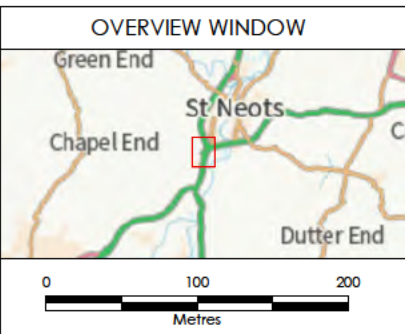 OVERVIEW WINDOW
Green End
St Neots
Chapel End
C
Dutter End
0 100 200
Metres